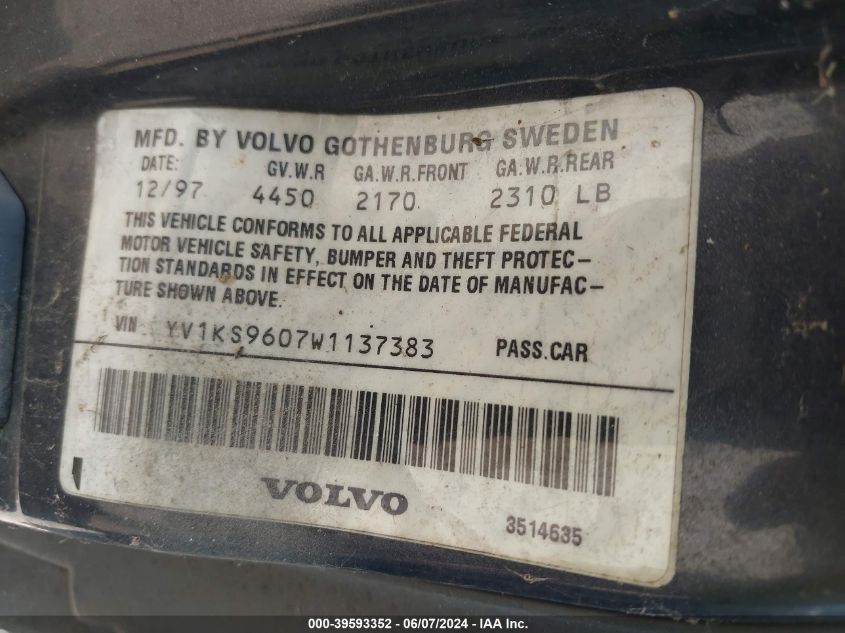 MFD. BY VOLVO GOTHENBURG SWEDEN
DATE: GV.W.R GA.W.R.FRONT GA.W.R.REAR
12/97 4450 2170 2310 LB
THIS VEHICLE CONFORMS TO ALL APPLICABLE FEDERAL
MOTOR VEHICLE SAFETY, BUMPER AND THEFT PROTEC–
TION STANDARDS IN EFFECT ON THE DATE OF MANUFAC–
TURE SHOWN ABOVE.
VIN YV1KS9607W1137383 PASS.CAR
VOLVO
3514635
000-39593352 - 06/07/2024 - IAA Inc.